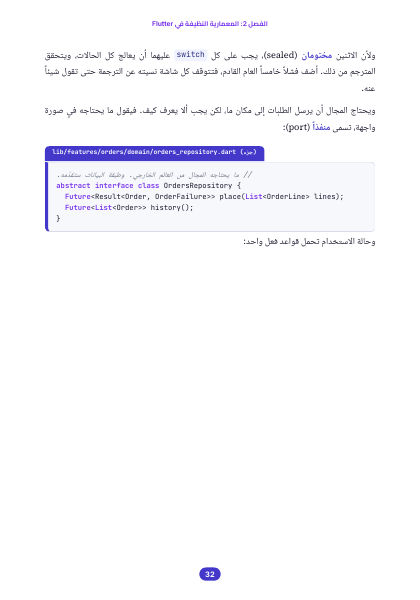 الفصل 2: المعمارية النظيفة في Flutter
ولأن الاثنين مختومان (sealed)، يجب على كل switch عليهما أن يعالج كل الحالات، ويتحقق
المترجم من ذلك. أضف فشلاً خامساً العام القادم، فتتوقف كل شاشة نسيته عن الترجمة حتى تقول شيئاً
عنه.
ويحتاج المجال أن يرسل الطلبات إلى مكان ما، لكن يجب ألا يعرف كيف. فيقول ما يحتاجه في صورة
واجهة، تسمى منفذاً (port):
lib/features/orders/domain/orders_repository.dart (جزء)
// ما يحتاجه المجال من العالم الخارجي. وطبقة البيانات ستقدّمه.
abstract interface class OrdersRepository {
  Future<Result<Order, OrderFailure>> place(List<OrderLine> lines);
  Future<List<Order>> history();
}
وحالة الاستخدام تحمل قواعد فعل واحد:
32